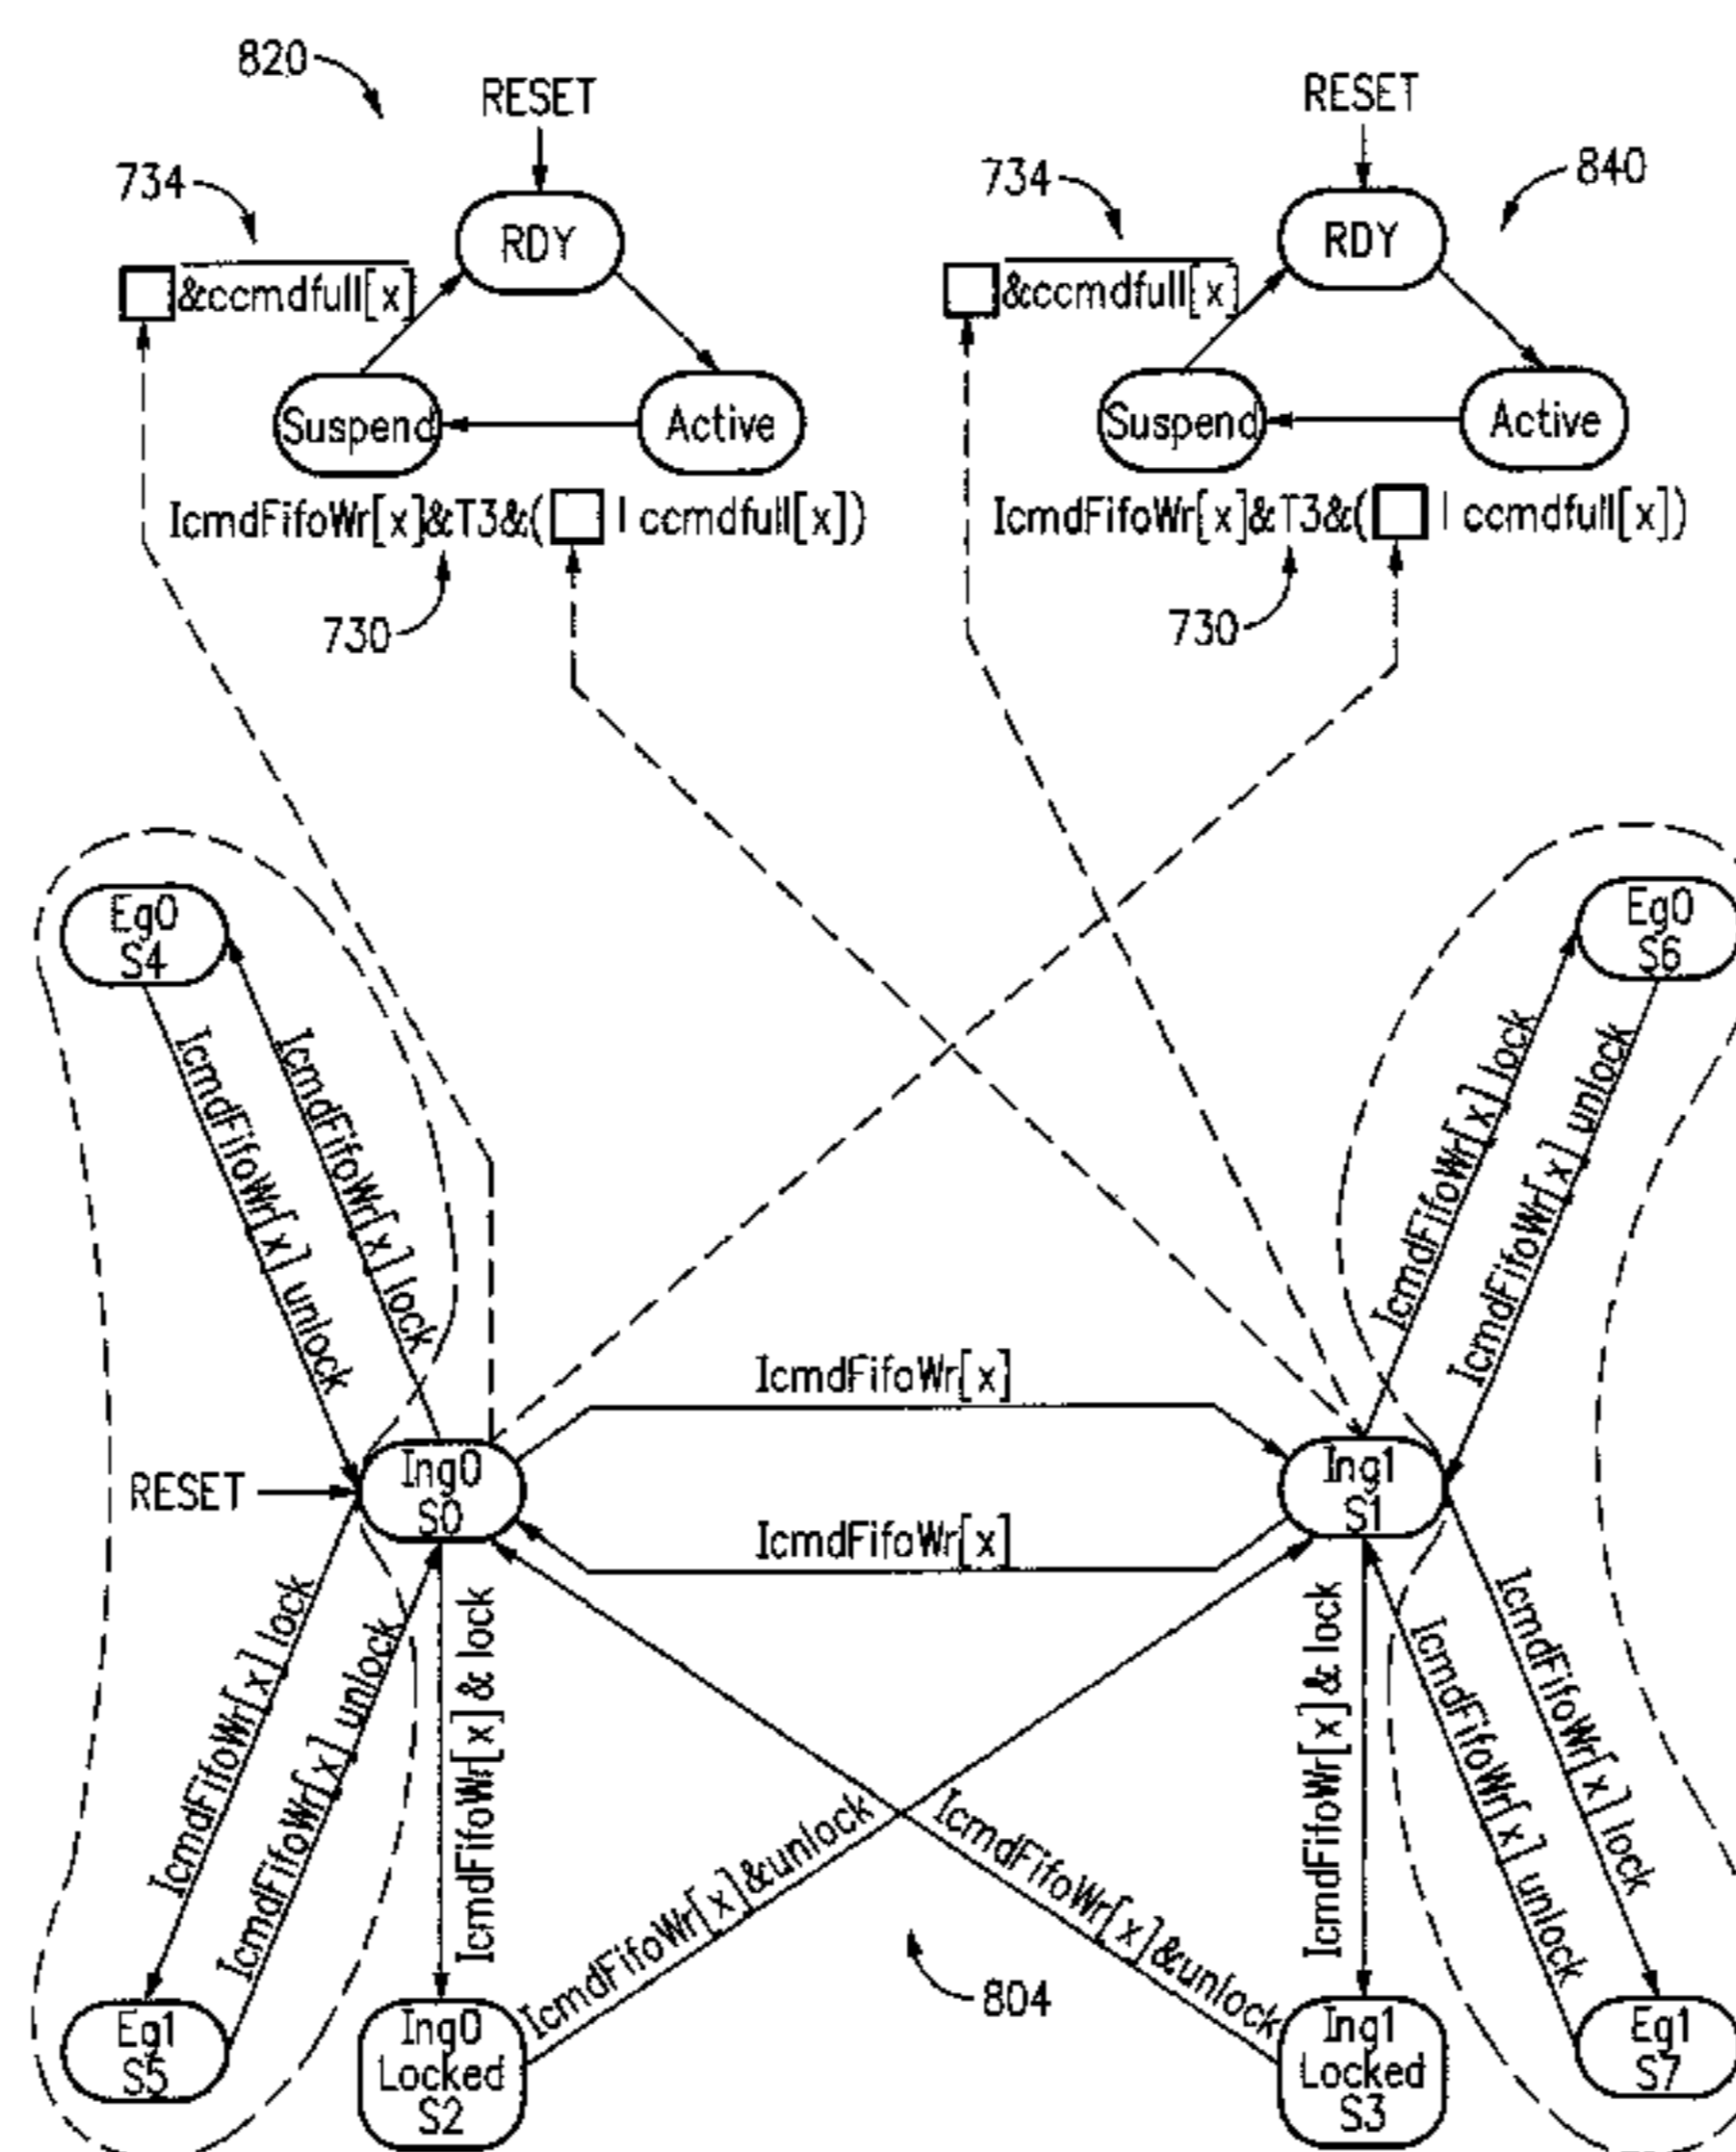 820
RESET
RESET
734
734
840
RDY
RDY
&ccmdfull[x]
&ccmdfull[x]
Suspend
Active
Suspend
Active
IcmdFifoWr[x]&T3&( | ccmdfull[x])
IcmdFifoWr[x]&T3&( | ccmdfull[x])
730
730
Eg0
S4
Eg0
S6
IcmdFifoWr[x] unlock
IcmdFifoWr[x] lock
IcmdFifoWr[x] lock
IcmdFifoWr[x] unlock
IcmdFifoWr[x]
RESET
Ing0
S0
Ing1
S1
IcmdFifoWr[x]
IcmdFifoWr[x] lock
IcmdFifoWr[x] unlock
IcmdFifoWr[x] & lock
IcmdFifoWr[x]&unlock
IcmdFifoWr[x]&unlock
IcmdFifoWr[x] & lock
IcmdFifoWr[x] unlock
IcmdFifoWr[x] lock
804
Eg1
S5
Ing0
Locked
S2
Ing1
Locked
S3
Eg1
S7